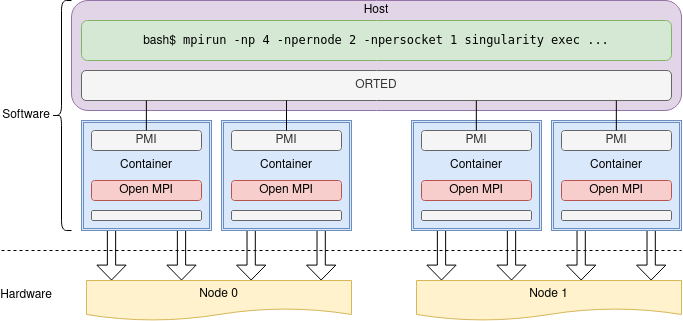 Host
bash$ mpirun -np 4 -npernode 2 -npersocket 1 singularity exec ...
ORTED
Software
PMI PMI PMI PMI
Container Container Container Container
Open MPI Open MPI Open MPI Open MPI
Hardware
Node 0 Node 1